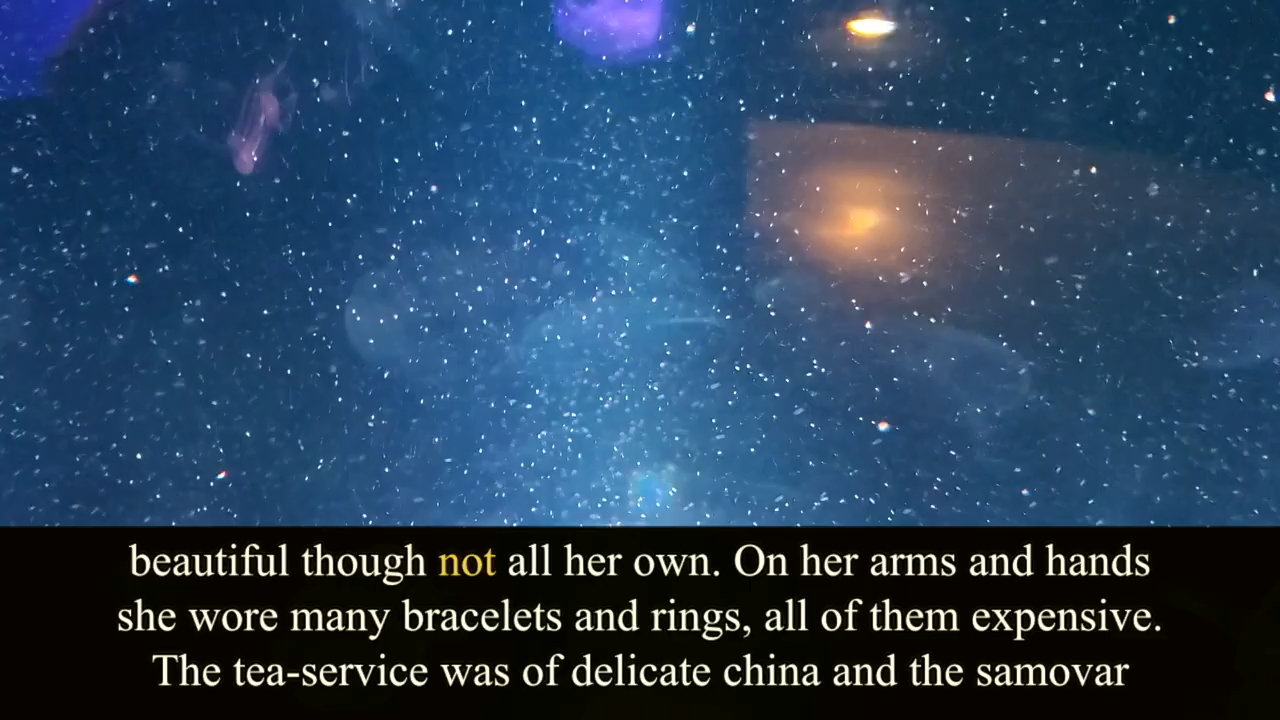 beautiful though not all her own. On her arms and hands
she wore many bracelets and rings, all of them expensive.
The tea-service was of delicate china and the samovar